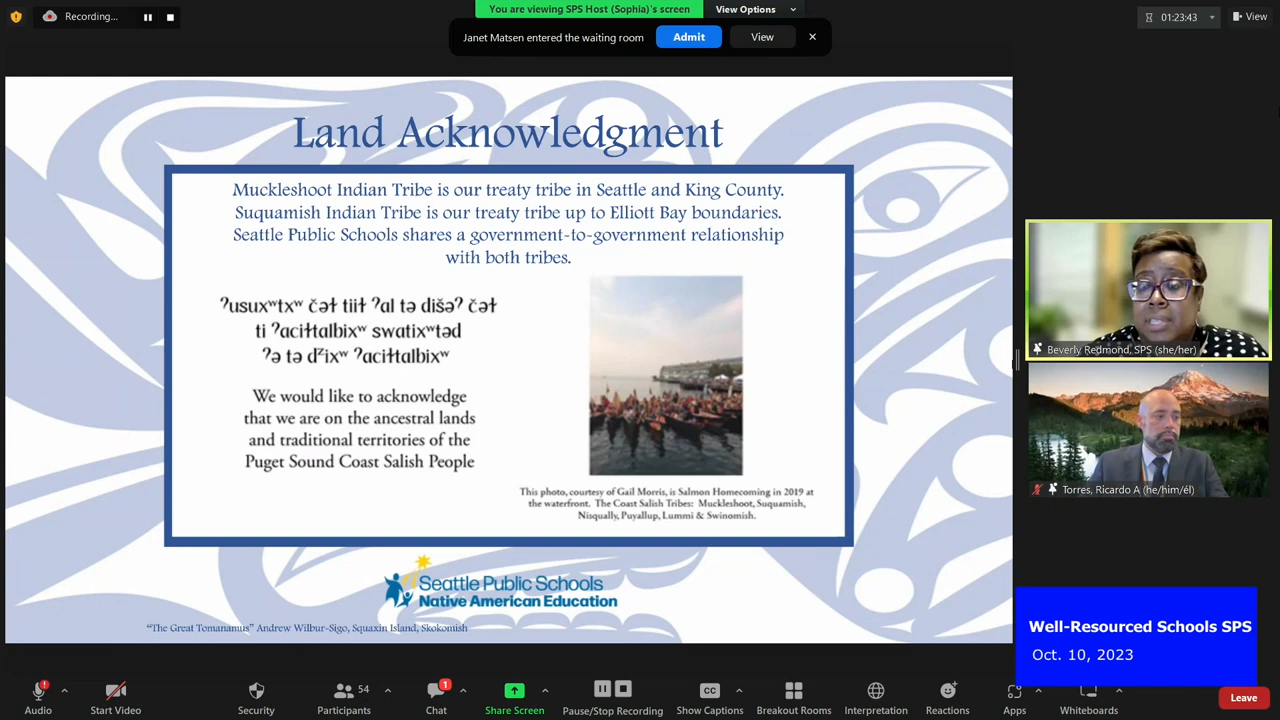 Recording...
You are viewing SPS Host (Sophia)'s screen
View Options
01:23:43
View
Janet Matsen entered the waiting room
Admit
View
Land Acknowledgment
Muckleshoot Indian Tribe is our treaty tribe in Seattle and King County.
Suquamish Indian Tribe is our treaty tribe up to Elliott Bay boundaries.
Seattle Public Schools shares a government-to-government relationship
with both tribes.
ʔusuxʷtxʷ čəɬ tiiɬ ʔal tə dišəʔ čəɬ
ti ʔaciɬtalbixʷ swatixʷtəd
ʔə tə dᶻixʷ ʔaciɬtalbixʷ
We would like to acknowledge
that we are on the ancestral lands
and traditional territories of the
Puget Sound Coast Salish People
This photo, courtesy of Gail Morris, is Salmon Homecoming in 2019 at
the waterfront. The Coast Salish Tribes: Muckleshoot, Suquamish,
Nisqually, Puyallup, Lummi & Swinomish.
Seattle Public Schools
Native American Education
"The Great Tomanamus" Andrew Wilbur-Sigo, Squaxin Island, Skokomish
Beverly Redmond, SPS (she/her)
Torres, Ricardo A (he/him/él)
Well-Resourced Schools SPS
Oct. 10, 2023
Audio
Start Video
Security
54
Participants
1
Chat
Share Screen
Pause/Stop Recording
CC
Show Captions
Breakout Rooms
Interpretation
Reactions
Apps
Whiteboards
Leave